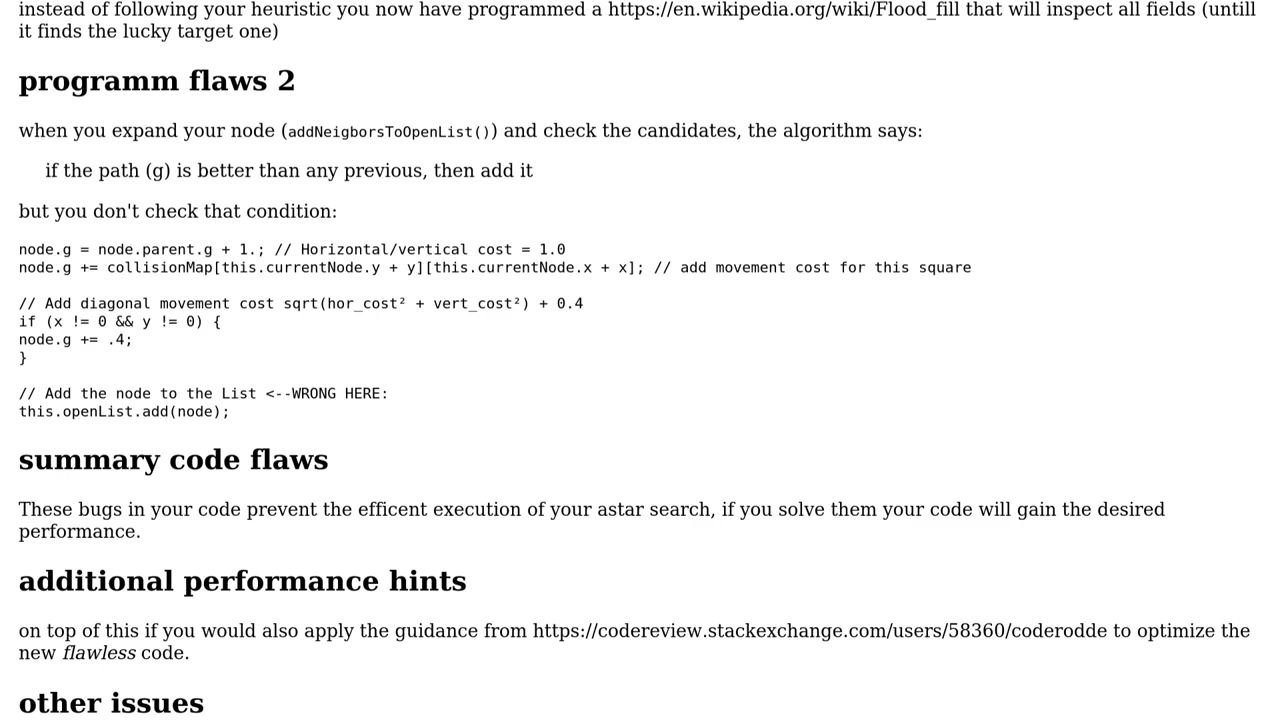 instead of following your heuristic you now have programmed a https://en.wikipedia.org/wiki/Flood_fill that will inspect all fields (untill
it finds the lucky target one)
programm flaws 2
when you expand your node (addNeigborsToOpenList()) and check the candidates, the algorithm says:
if the path (g) is better than any previous, then add it
but you don't check that condition:
node.g = node.parent.g + 1.; // Horizontal/vertical cost = 1.0
node.g += collisionMap[this.currentNode.y + y][this.currentNode.x + x]; // add movement cost for this square
// Add diagonal movement cost sqrt(hor_cost² + vert_cost²) + 0.4
if (x != 0 && y != 0) {
node.g += .4;
}
// Add the node to the List <--WRONG HERE:
this.openList.add(node);
summary code flaws
These bugs in your code prevent the efficent execution of your astar search, if you solve them your code will gain the desired
performance.
additional performance hints
on top of this if you would also apply the guidance from https://codereview.stackexchange.com/users/58360/coderodde to optimize the
new flawless code.
other issues